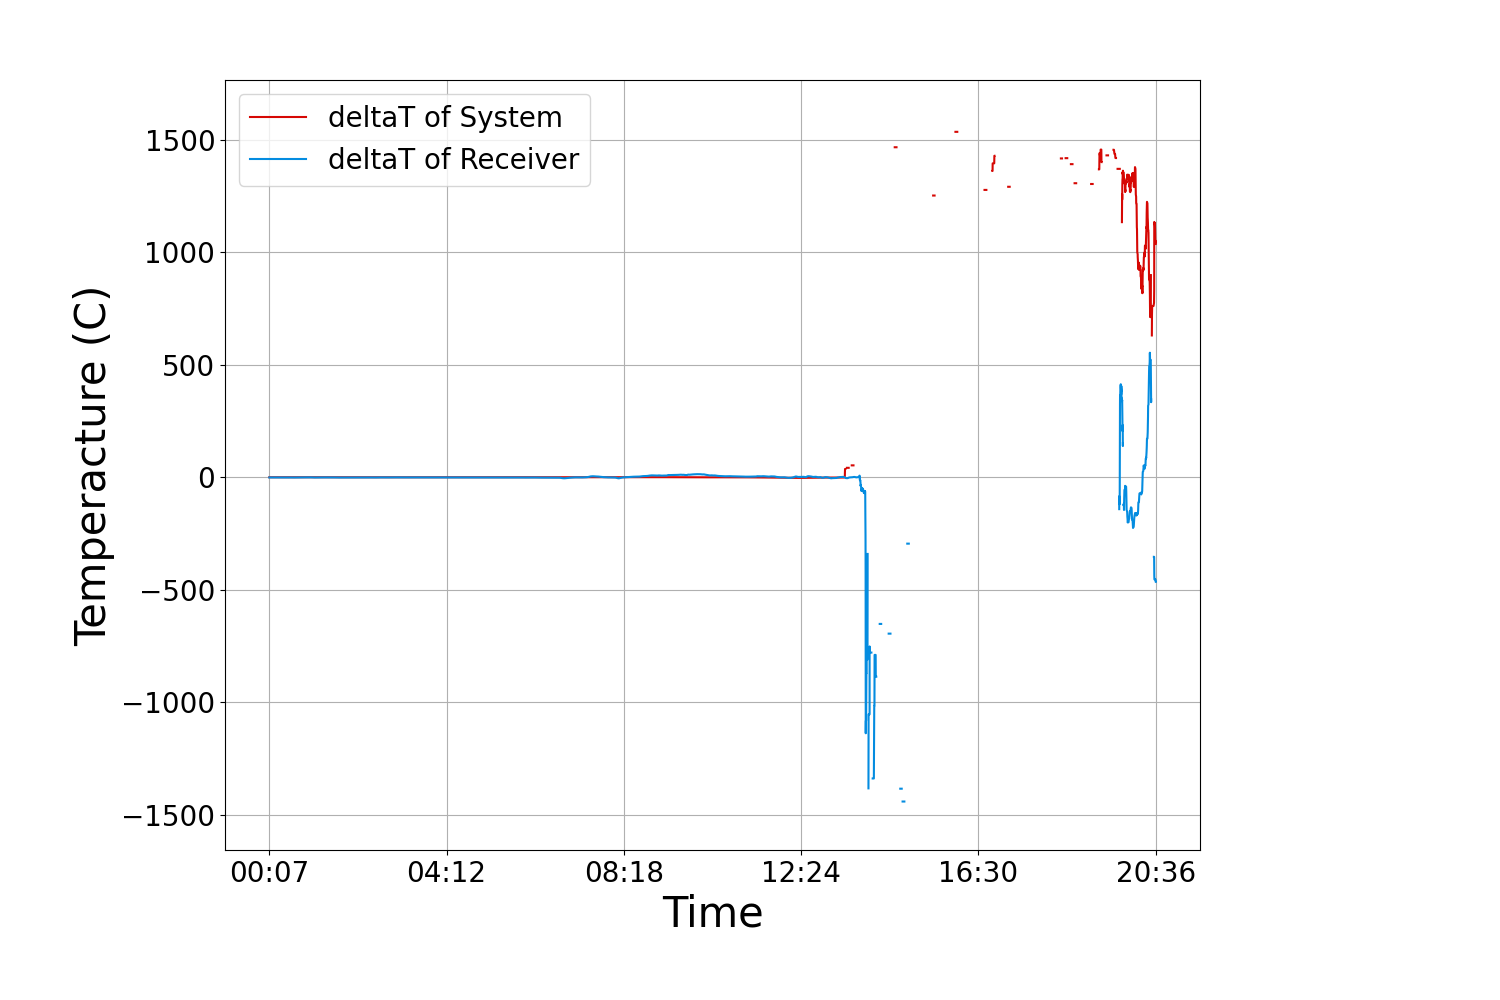 deltaT of System
deltaT of Receiver
1500
1000
500
0
−500
−1000
−1500
Temperacture (C)
00:07 04:12 08:18 12:24 16:30 20:36
Time